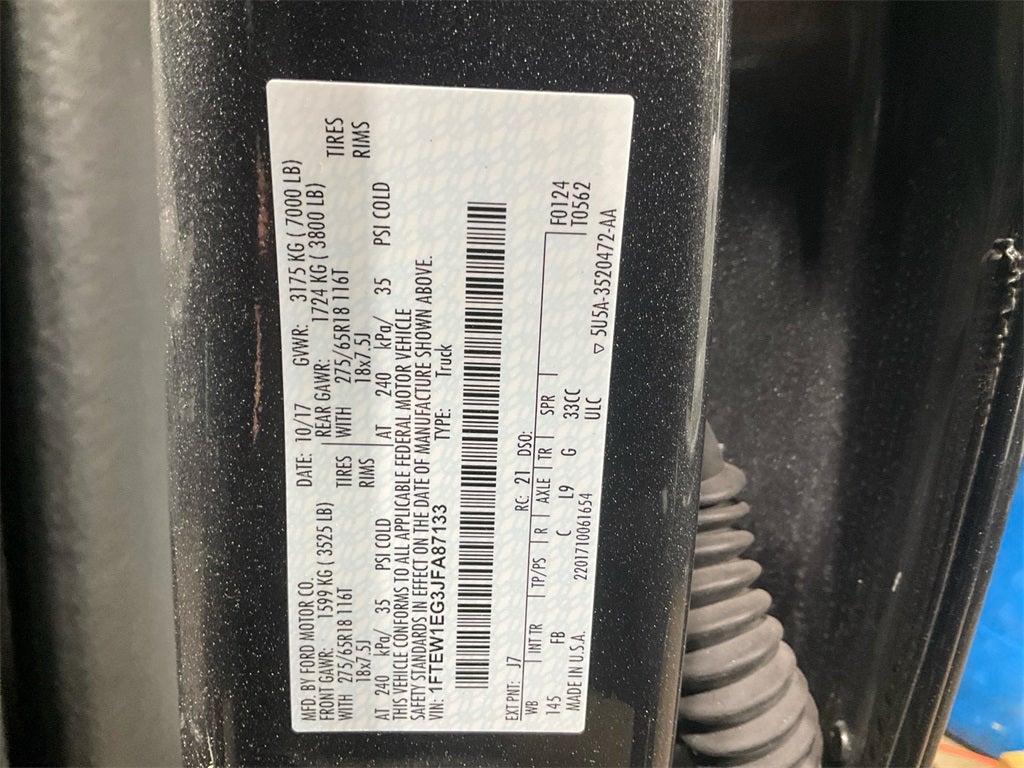 MFD. BY FORD MOTOR CO. DATE: 10/17 GVWR: 3175 KG ( 7000 LB)
FRONT GAWR: 1599 KG ( 3525 LB) REAR GAWR: 1724 KG ( 3800 LB)
WITH 275/65R18 116T TIRES WITH 275/65R18 116T TIRES
18x7.5J RIMS 18x7.5J RIMS
AT 240 kPa/ 35 PSI COLD AT 240 kPa/ 35 PSI COLD
THIS VEHICLE CONFORMS TO ALL APPLICABLE FEDERAL MOTOR VEHICLE
SAFETY STANDARDS IN EFFECT ON THE DATE OF MANUFACTURE SHOWN ABOVE.
VIN: 1FTEW1EG3JFA87133 TYPE: Truck
EXT PNT: J7 RC: 21 DSO:
WB INT TR TP/PS R AXLE TR SPR F0124
145 FB C L9 G 33CC T0562
ULC
MADE IN U.S.A. 2201710061654 ▽ 5U5A-3520472-AA